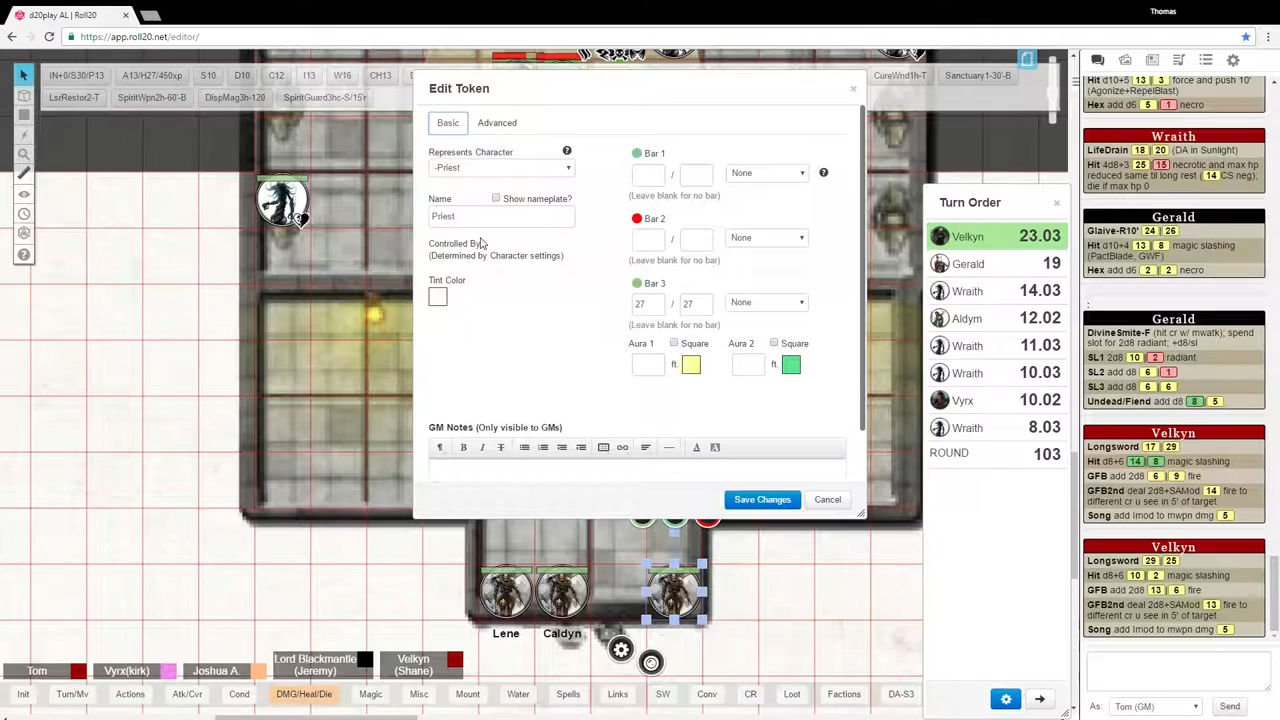 d20play AL | Roll20
Thomas
https://app.roll20.net/editor/
IN+0/S30/P13
A13/H27/450xp
S10
D10
C12
I13
W16
CH13
CureWnd1h-T
Sanctuary1-30'-B
LsrRestor2-T
SpiritWpn2h-60'-B
DispMag3h-120
SpiritGuard3hc-S/15'r
Edit Token
Basic
Advanced
Represents Character
-Priest
Name
Show nameplate?
Priest
Controlled By:
(Determined by Character settings)
Tint Color
Bar 1
/
None
(Leave blank for no bar)
Bar 2
/
None
(Leave blank for no bar)
Bar 3
27 / 27
None
(Leave blank for no bar)
Aura 1
Square
Aura 2
Square
ft.
ft.
GM Notes (Only visible to GMs)
Save Changes
Cancel
Turn Order
Velkyn 23.03
Gerald 19
Wraith 14.03
Aldym 12.02
Wraith 11.03
Wraith 10.03
Vyrx 10.02
Wraith 8.03
ROUND 103
Hit d10+5 13 3 force and push 10'
(Agonize+RepelBlast)
Hex add d6 5 1 necro
Wraith
LifeDrain 18 20 (DA in Sunlight)
Hit 4d8+3 25 15 necrotic and max hp
reduced same til long rest ( 14 CS neg);
die if max hp 0
Gerald
Glaive-R10' 24 26
Hit d10+4 13 8 magic slashing
(PactBlade, GWF)
Hex add d6 2 2 necro
:
Gerald
DivineSmite-F (hit cr w/ mwatk); spend
slot for 2d8 radiant; +d8/sl
SL1 2d8 10 2 radiant
SL2 add d8 6 1
SL3 add d8 6 6
Undead/Fiend add d8 8 5
Velkyn
Longsword 17 29
Hit d8+6 14 8 magic slashing
GFB add 2d8 6 9 fire
GFB2nd deal 2d8+SAMod 14 fire to
different cr u see in 5' of target
Song add Imod to mwpn dmg 5
Velkyn
Longsword 29 25
Hit d8+6 10 2 magic slashing
GFB add 2d8 13 6 fire
GFB2nd deal 2d8+SAMod 13 fire to
different cr u see in 5' of target
Song add Imod to mwpn dmg 5
Lene
Caldyn
Tom
Vyrx(kirk)
Joshua A.
Lord Blackmantle
(Jeremy)
Velkyn
(Shane)
Init
Turn/Mv
Actions
Atk/Cvr
Cond
DMG/Heal/Die
Magic
Misc
Mount
Water
Spells
Links
SW
Conv
CR
Loot
Factions
DA-S3
As:
Tom (GM)
Send